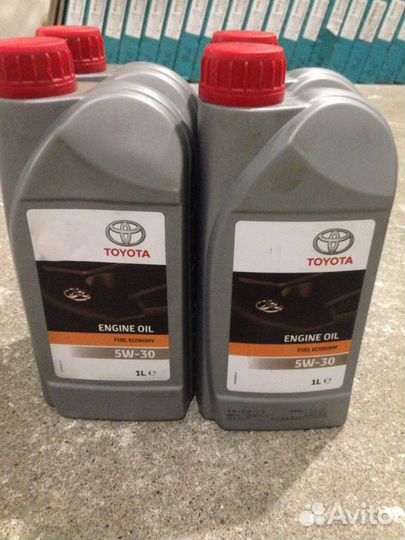 TOYOTA
ENGINE OIL
FUEL ECONOMY
5W-30
1L e
TOYOTA
ENGINE OIL
FUEL ECONOMY
5W-30
1L e
Avito